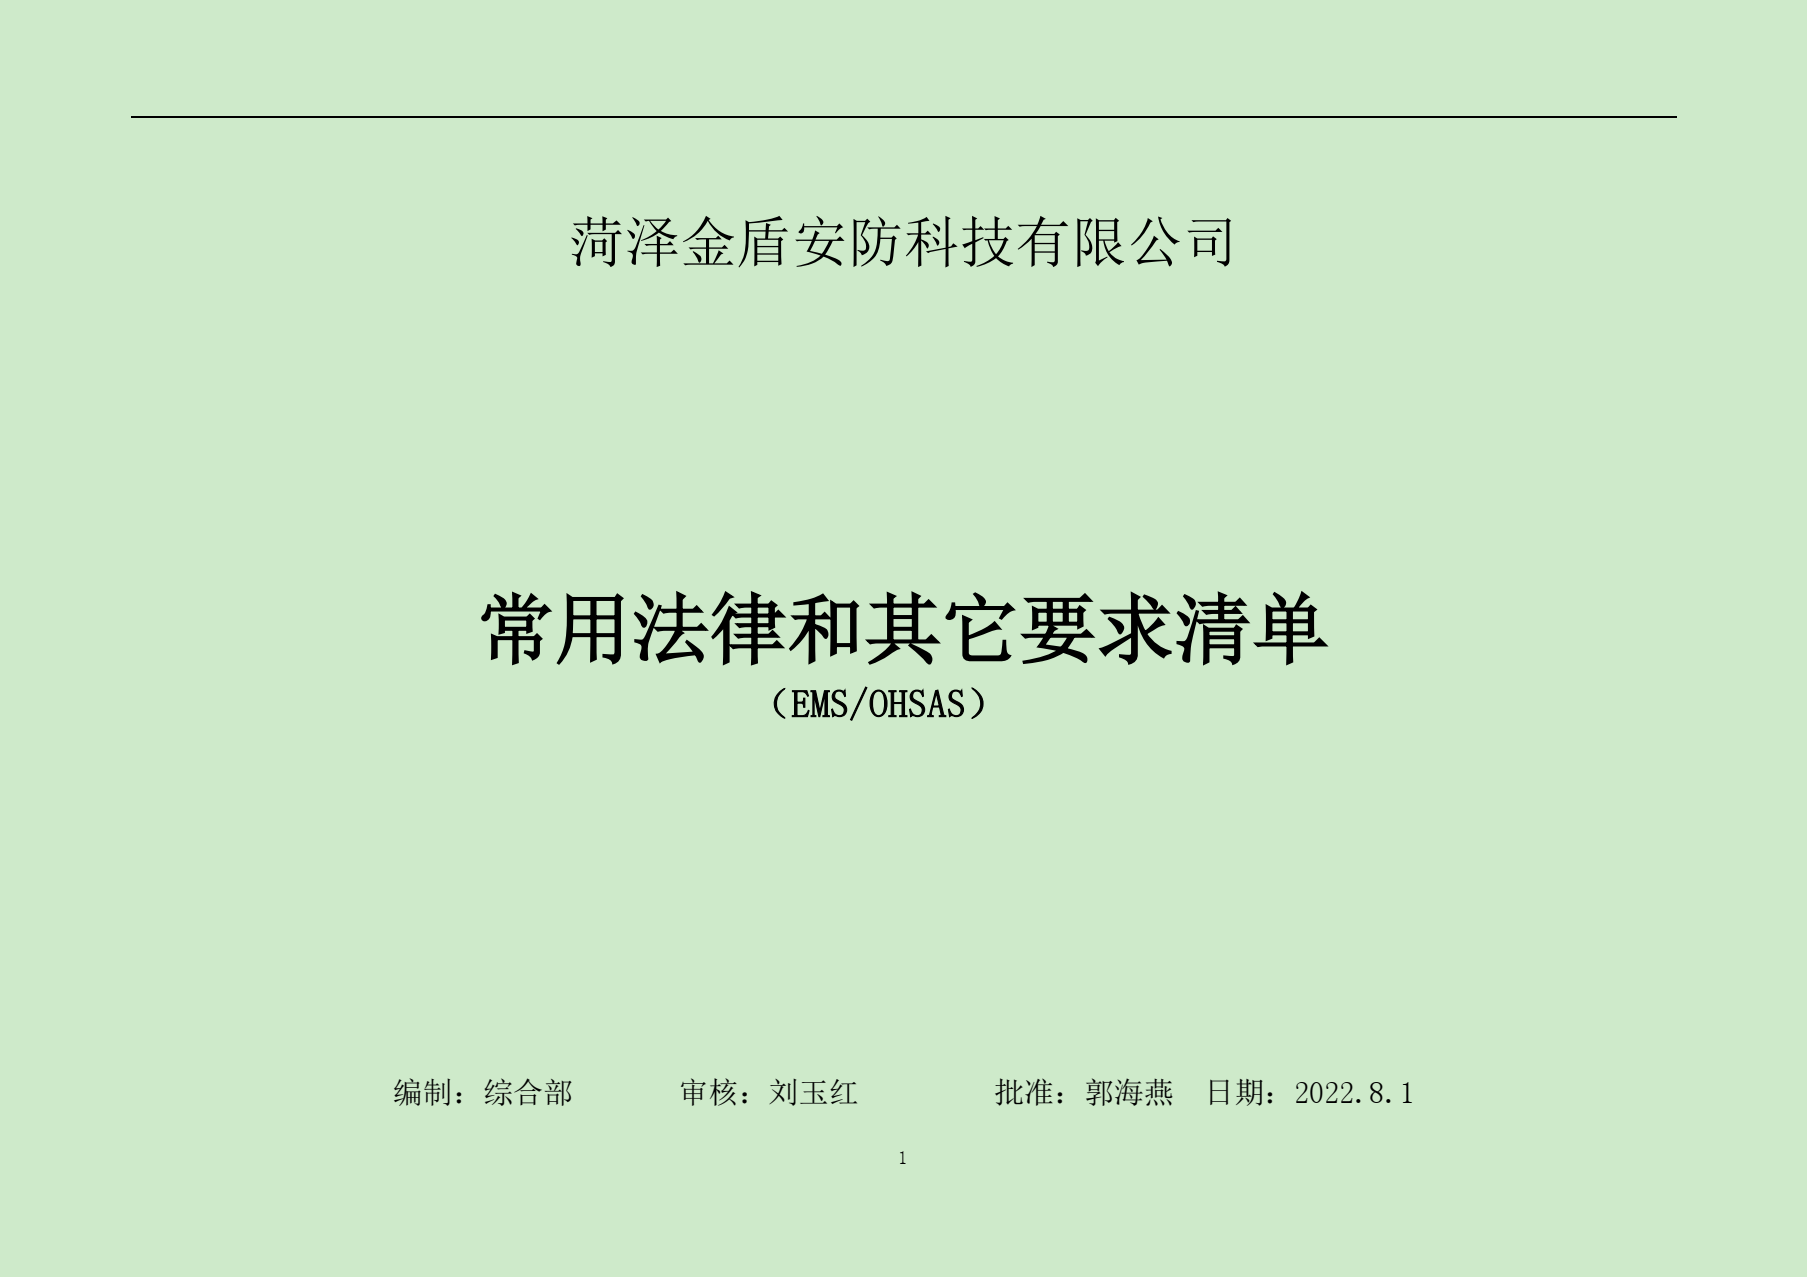 菏泽金盾安防科技有限公司
常用法律和其它要求清单
（EMS/OHSAS）
编制：综合部 审核：刘玉红 批准：郭海燕 日期：2022.8.1
1